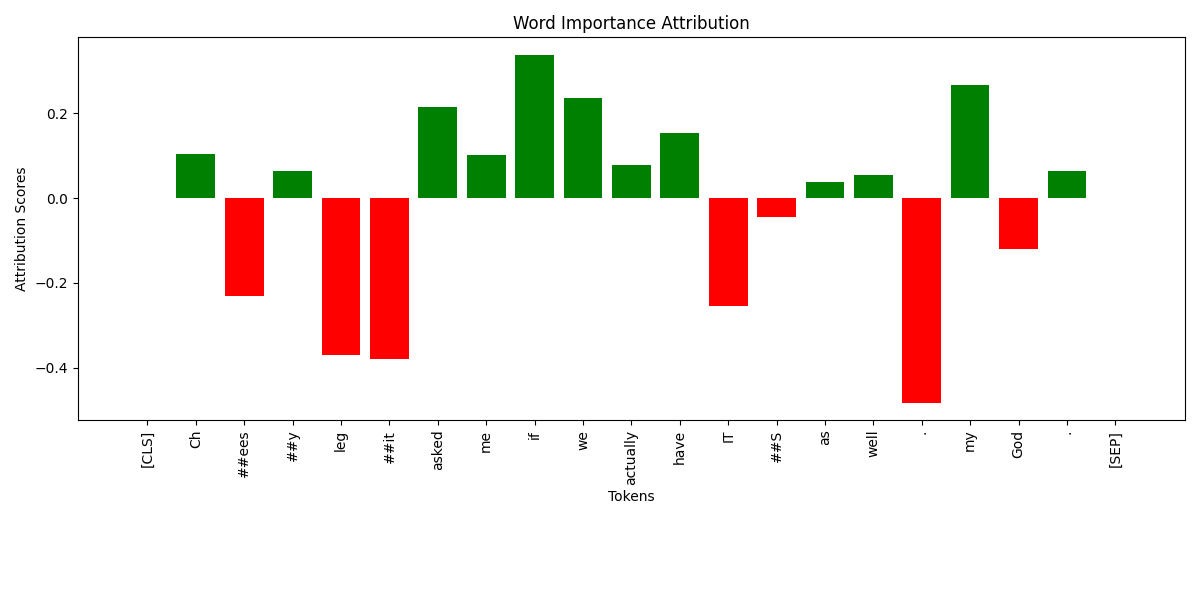 Word Importance Attribution
Attribution Scores
0.2
0.0
−0.2
−0.4
[CLS]
Ch
##ees
##y
leg
##it
asked
me
if
we
actually
have
IT
##S
as
well
.
my
God
.
[SEP]
Tokens